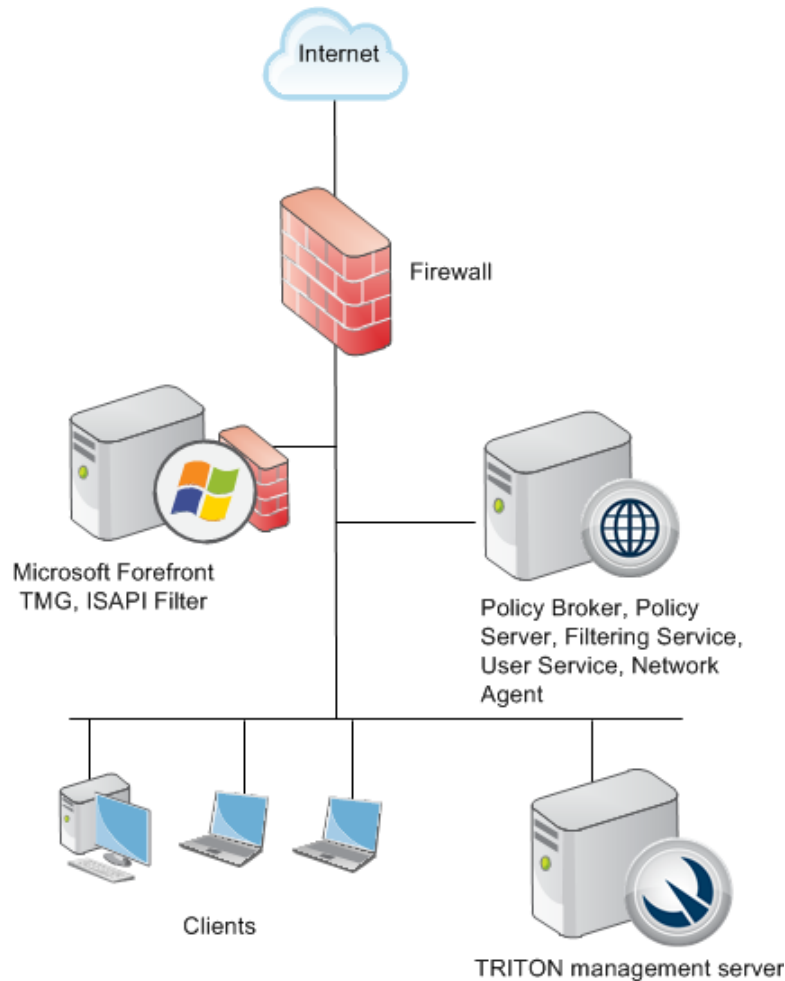 Internet
Firewall
Microsoft Forefront
TMG, ISAPI Filter
Policy Broker, Policy
Server, Filtering Service,
User Service, Network
Agent
Clients
TRITON management server